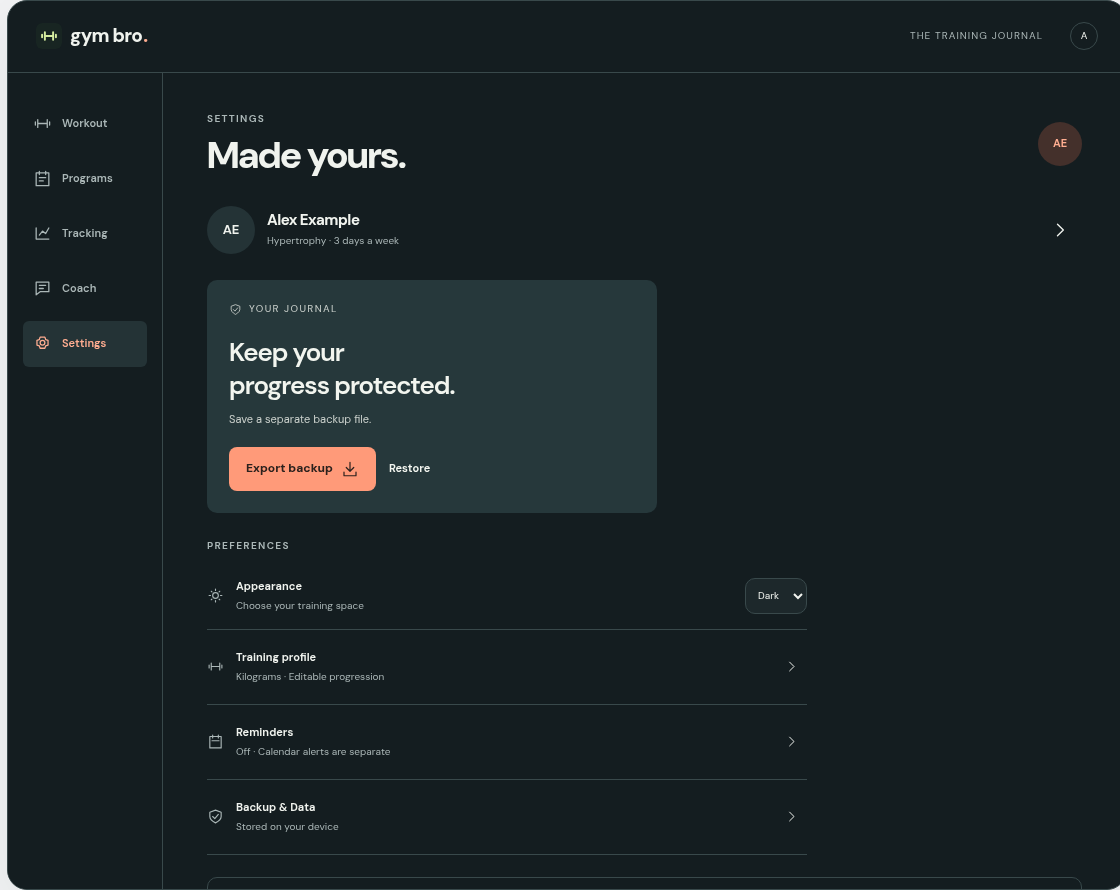 gym bro.
THE TRAINING JOURNAL
A
Workout
Programs
Tracking
Coach
Settings
SETTINGS
Made yours.
AE
AE
Alex Example
Hypertrophy · 3 days a week
YOUR JOURNAL
Keep your
progress protected.
Save a separate backup file.
Export backup
Restore
PREFERENCES
Appearance
Choose your training space
Dark
Training profile
Kilograms · Editable progression
Reminders
Off · Calendar alerts are separate
Backup & Data
Stored on your device